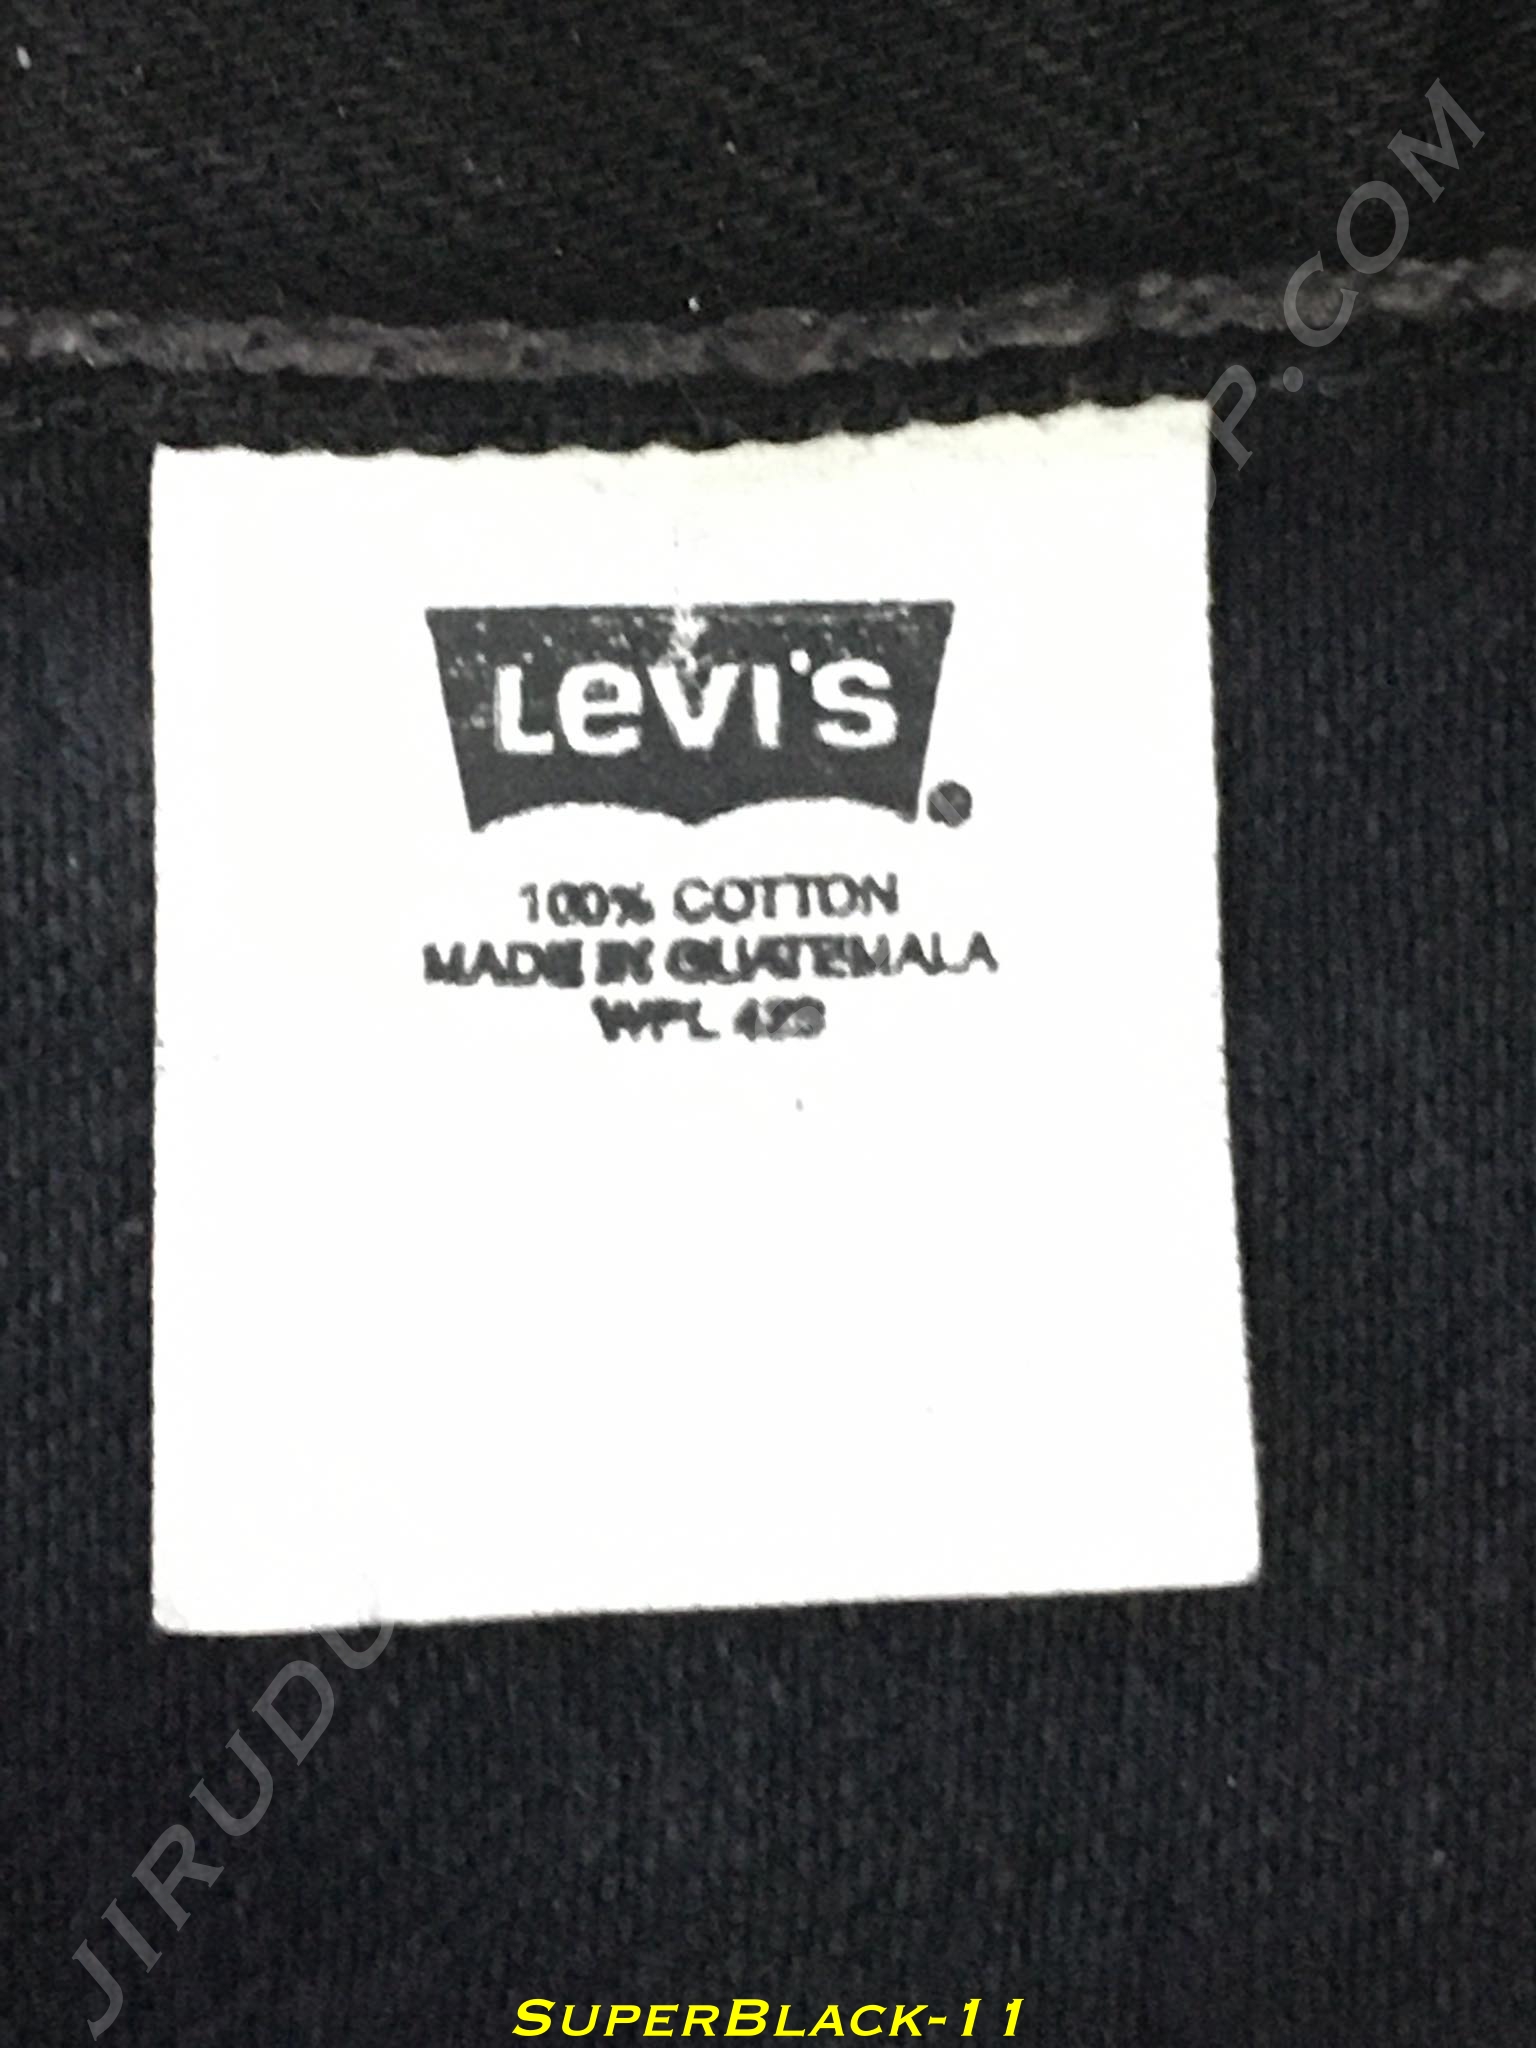 LEVI'S
100% COTTON
MADE IN GUATEMALA
WPL 423
SUPERBLACK-11